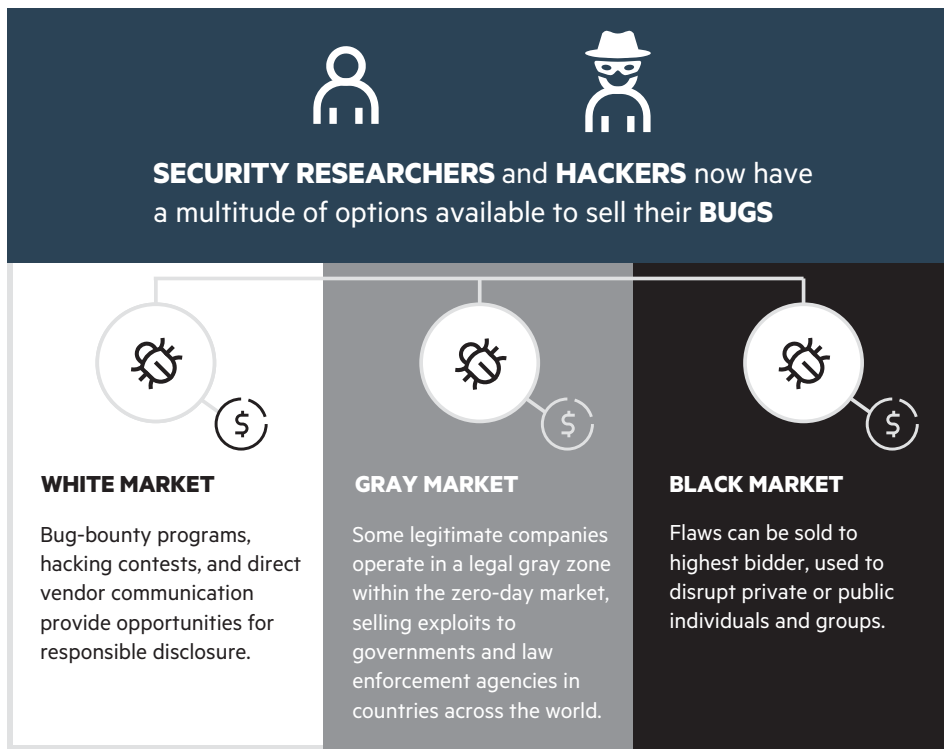 SECURITY RESEARCHERS and HACKERS now have
a multitude of options available to sell their BUGS
$
$
$
WHITE MARKET
Bug-bounty programs,
hacking contests, and direct
vendor communication
provide opportunities for
responsible disclosure.
GRAY MARKET
Some legitimate companies
operate in a legal gray zone
within the zero-day market,
selling exploits to
governments and law
enforcement agencies in
countries across the world.
BLACK MARKET
Flaws can be sold to
highest bidder, used to
disrupt private or public
individuals and groups.